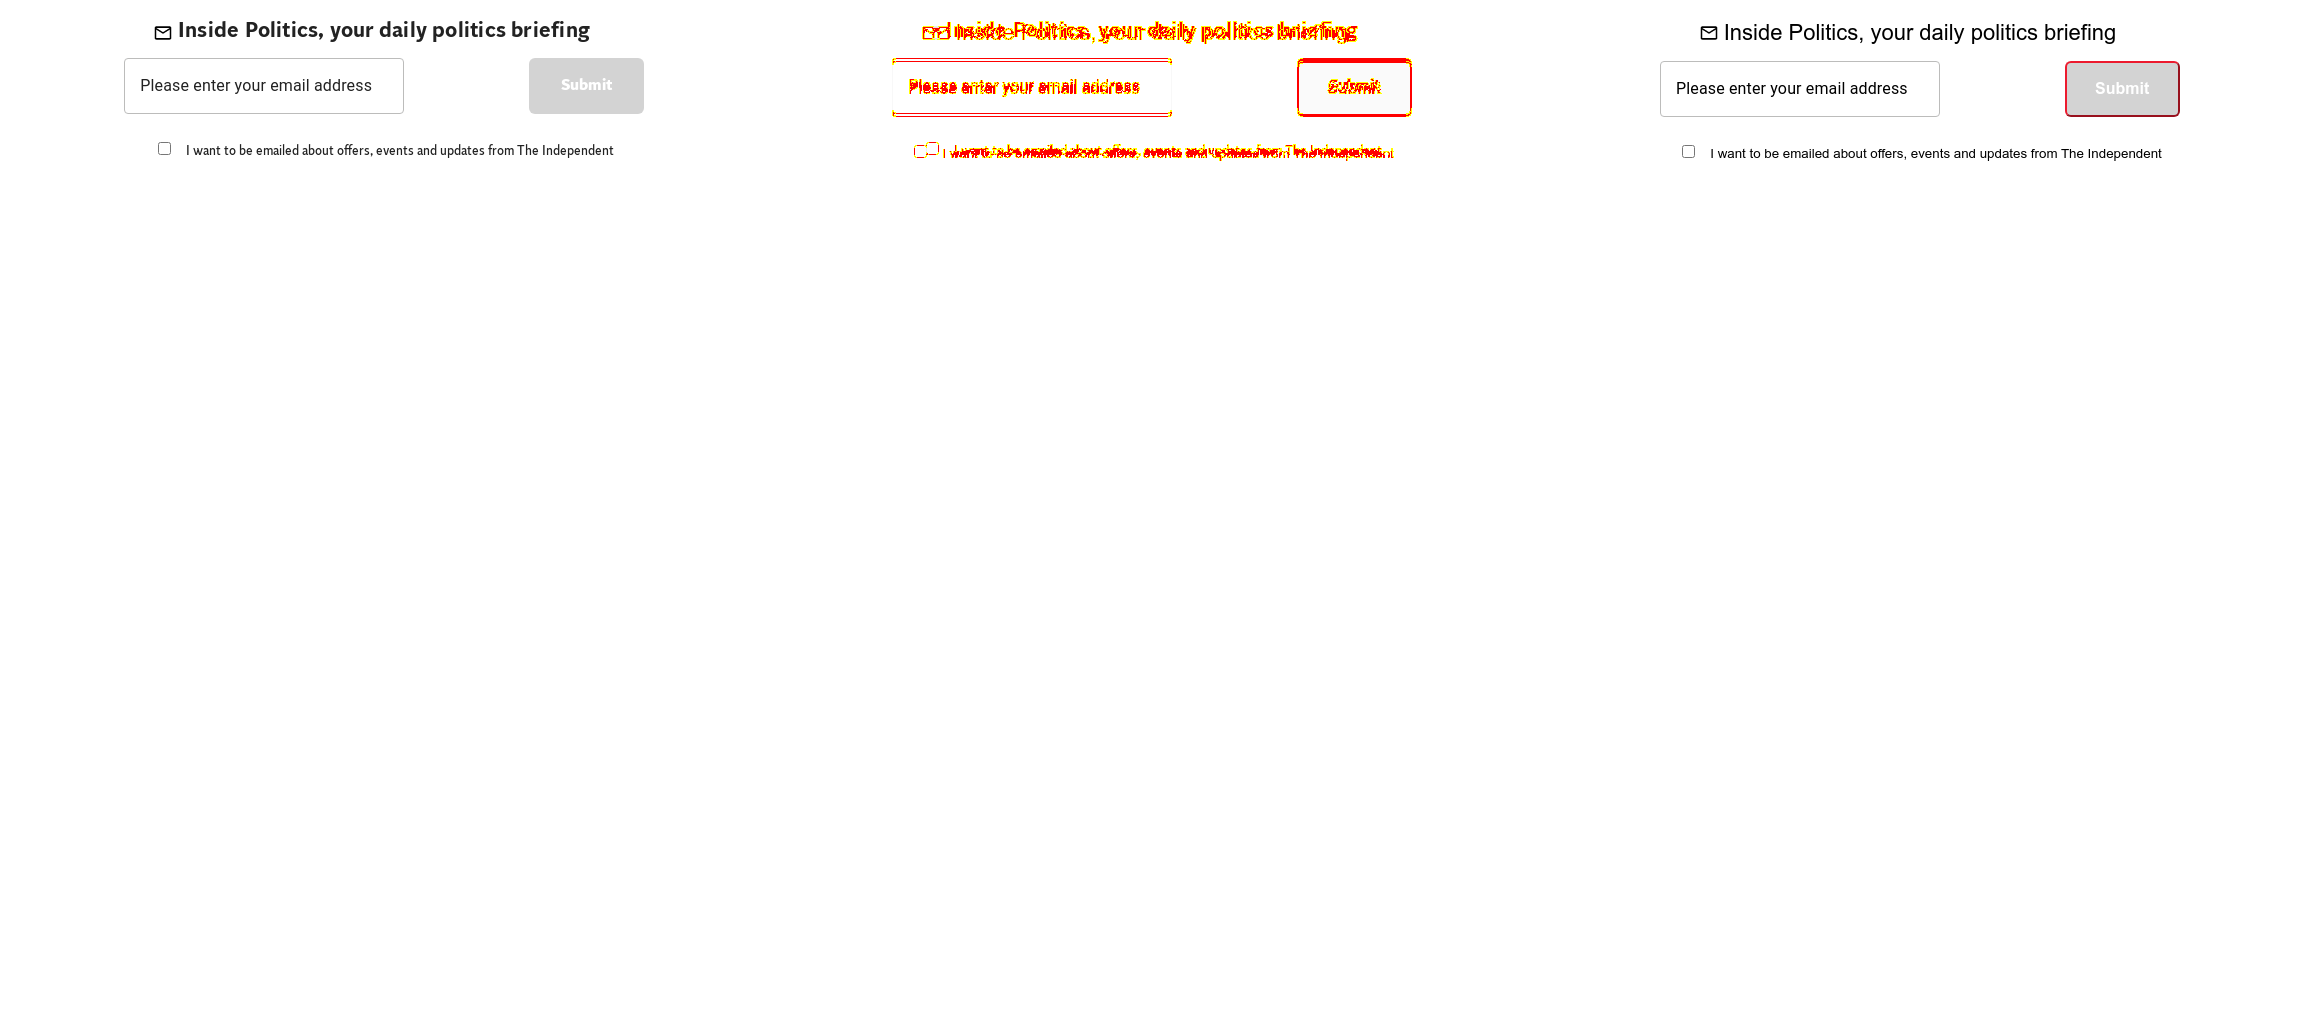 Inside Politics, your daily politics briefing
Please enter your email address
Submit
I want to be emailed about offers, events and updates from The Independent
Inside Politics, your daily politics briefing
Please enter your email address
Submit
I want to be emailed about offers, events and updates from The Independent
Inside Politics, your daily politics briefing
Please enter your email address
Submit
I want to be emailed about offers, events and updates from The Independent